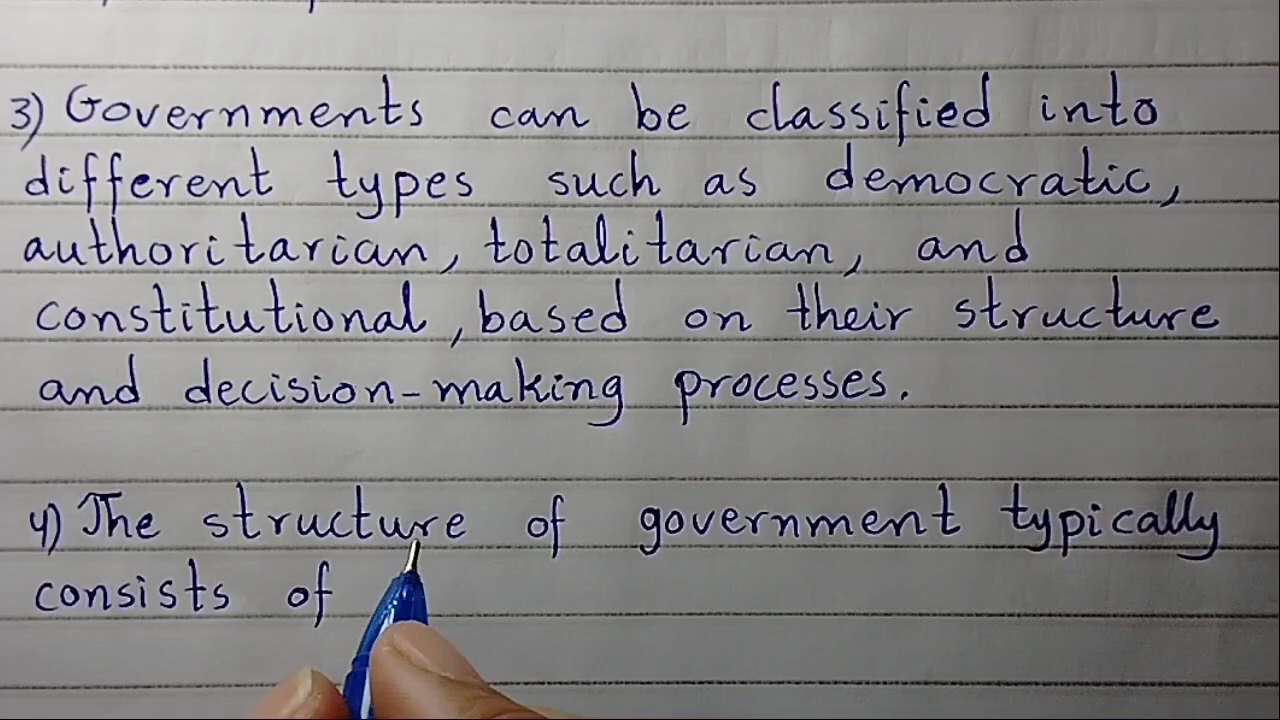 3) Governments can be classified into
different types such as democratic,
authoritarian, totalitarian, and
constitutional, based on their structure
and decision-making processes.
4) The structure of government typically
consists of